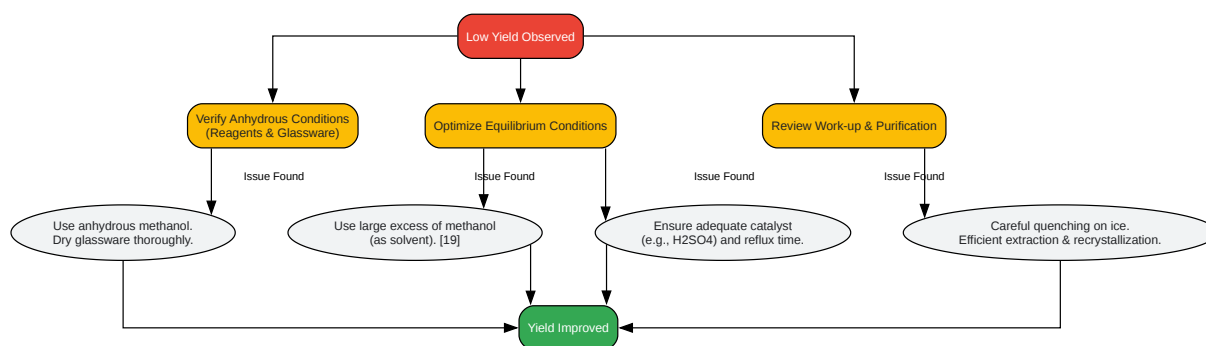 Low Yield Observed
Verify Anhydrous Conditions
(Reagents & Glassware)
Optimize Equilibrium Conditions
Review Work-up & Purification
Issue Found
Issue Found
Issue Found
Issue Found
Use anhydrous methanol.
Dry glassware thoroughly.
Use large excess of methanol
(as solvent). [19]
Ensure adequate catalyst
(e.g., H2SO4) and reflux time.
Careful quenching on ice.
Efficient extraction & recrystallization.
Yield Improved